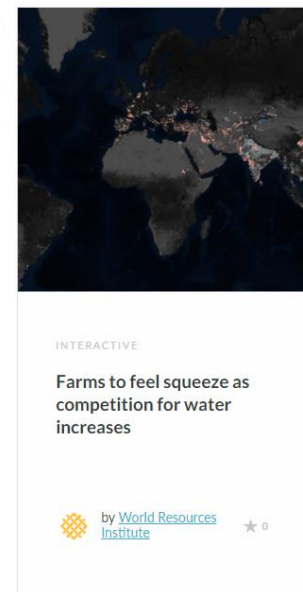 INTERACTIVE
Farms to feel squeeze as
competition for water
increases
by World Resources
Institute
0